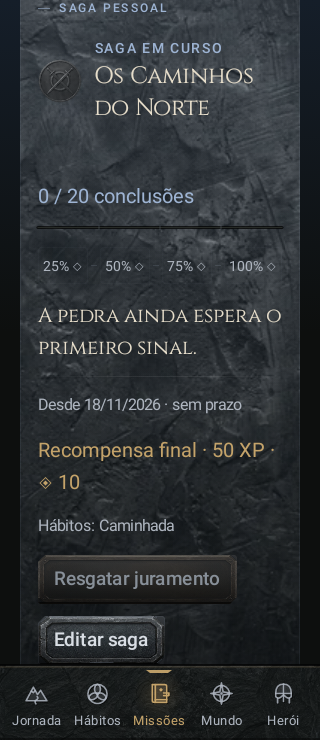 — SAGA PESSOAL
SAGA EM CURSO
Os Caminhos
do Norte
0 / 20 conclusões
25% ◇ 50% ◇ 75% ◇ 100% ◇
A pedra ainda espera o
primeiro sinal.
Desde 18/11/2026 · sem prazo
Recompensa final · 50 XP ·
◈ 10
Hábitos: Caminhada
Resgatar juramento
Editar saga
Jornada Hábitos Missões Mundo Herói